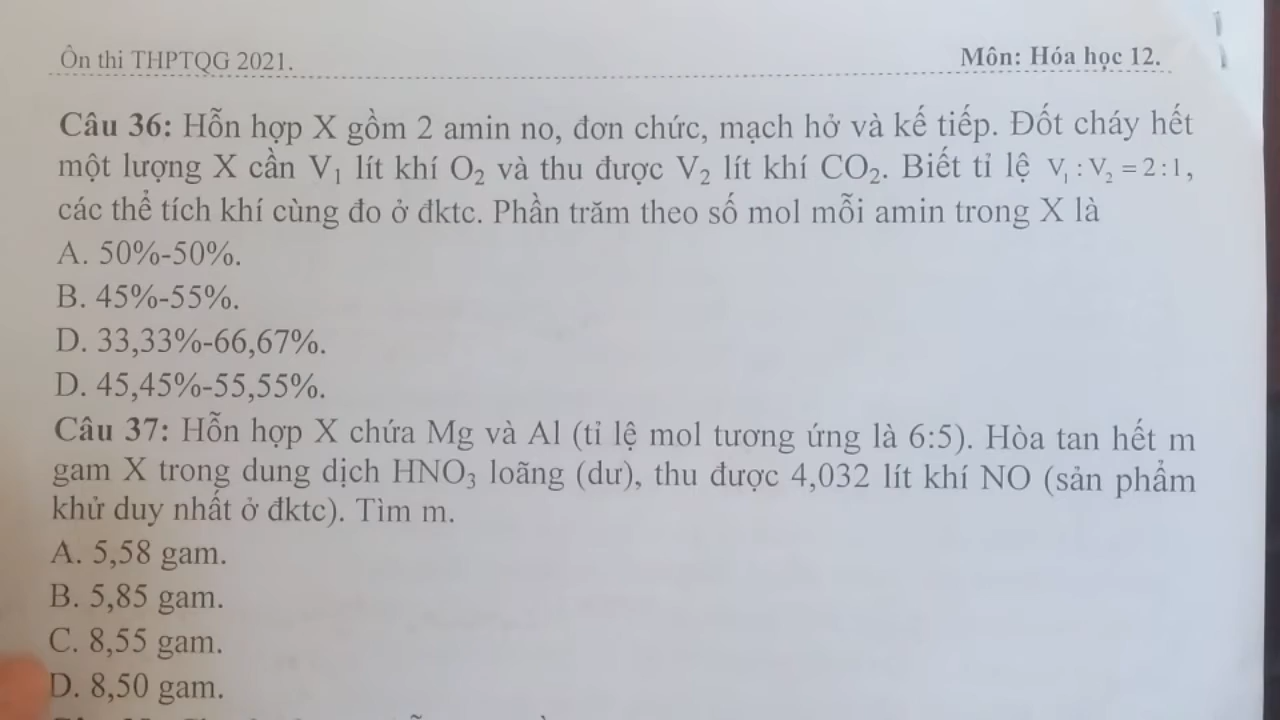 Ôn thi THPTQG 2021.
Môn: Hóa học 12.
Câu 36: Hỗn hợp X gồm 2 amin no, đơn chức, mạch hở và kế tiếp. Đốt cháy hết
một lượng X cần V₁ lít khí O₂ và thu được V₂ lít khí CO₂. Biết tỉ lệ V₁ : V₂ = 2 : 1,
các thể tích khí cùng đo ở đktc. Phần trăm theo số mol mỗi amin trong X là
A. 50%-50%.
B. 45%-55%.
D. 33,33%-66,67%.
D. 45,45%-55,55%.
Câu 37: Hỗn hợp X chứa Mg và Al (tỉ lệ mol tương ứng là 6:5). Hòa tan hết m
gam X trong dung dịch HNO₃ loãng (dư), thu được 4,032 lít khí NO (sản phẩm
khử duy nhất ở đktc). Tìm m.
A. 5,58 gam.
B. 5,85 gam.
C. 8,55 gam.
D. 8,50 gam.